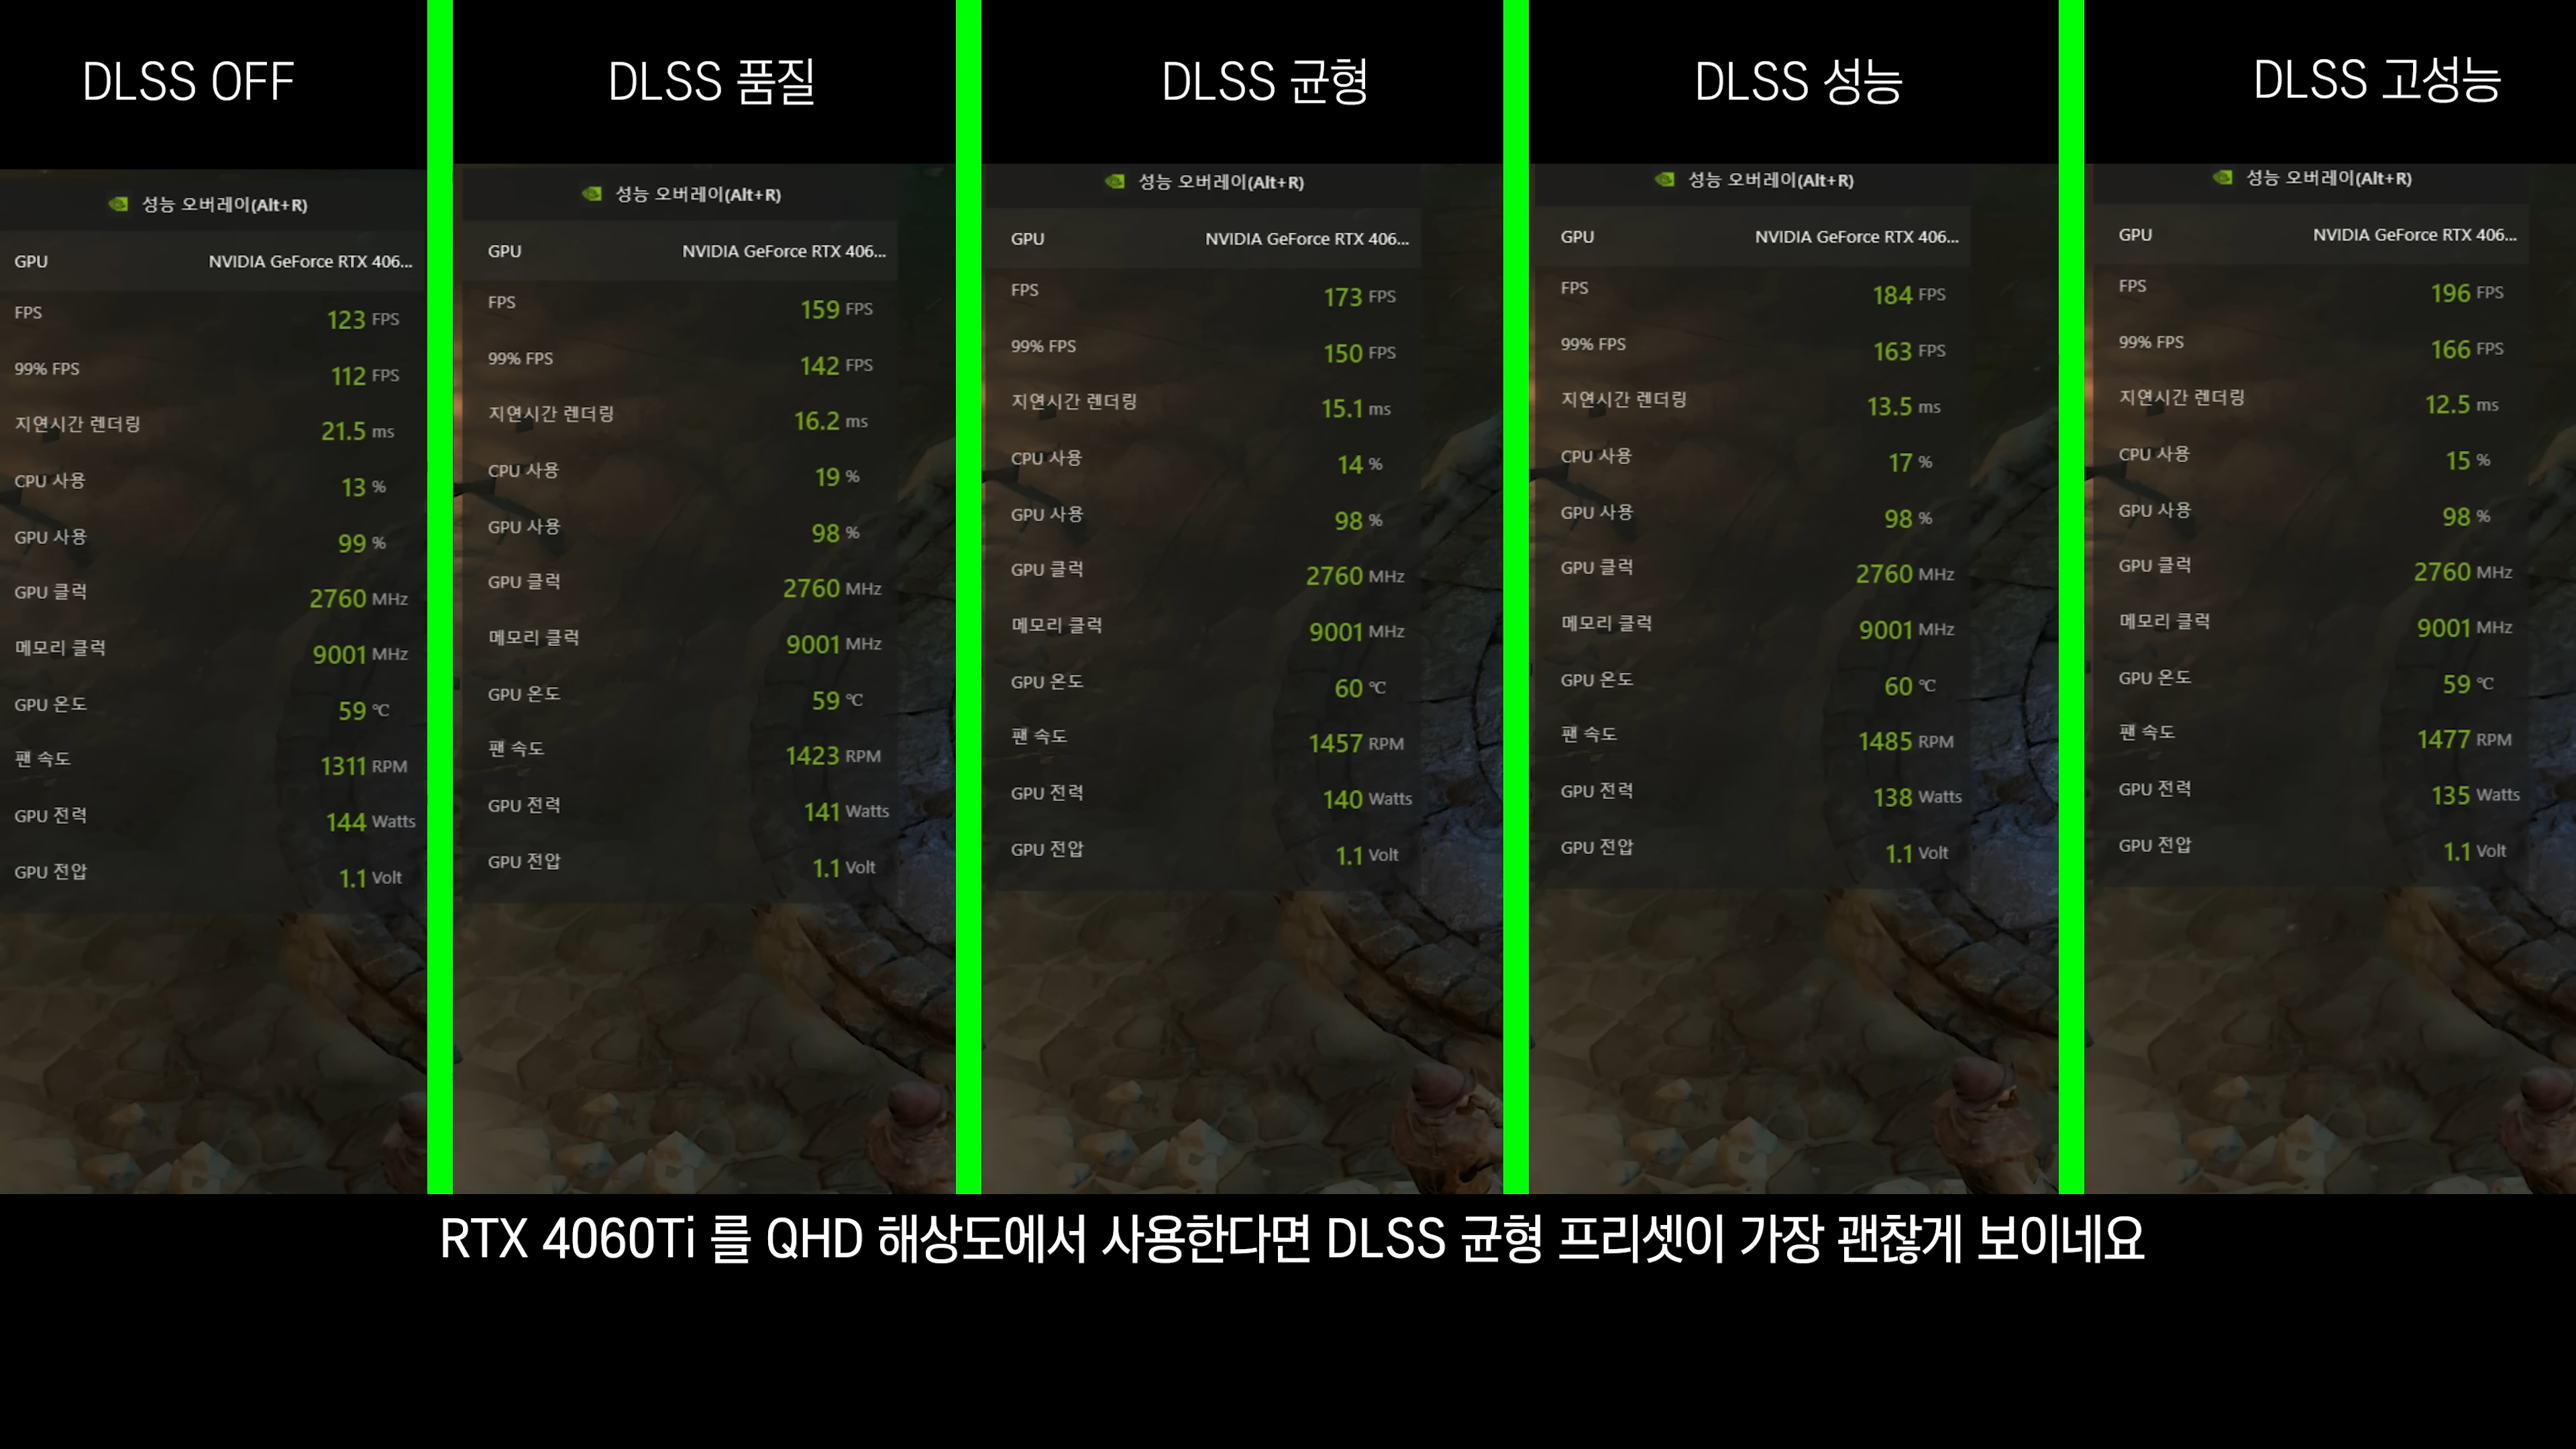 DLSS OFF
성능 오버레이(Alt+R)
GPU NVIDIA GeForce RTX 406...
FPS 123 FPS
99% FPS 112 FPS
지연시간 렌더링 21.5 ms
CPU 사용 13 %
GPU 사용 99 %
GPU 클럭 2760 MHz
메모리 클럭 9001 MHz
GPU 온도 59 ℃
팬 속도 1311 RPM
GPU 전력 144 Watts
GPU 전압 1.1 Volt
DLSS 품질
성능 오버레이(Alt+R)
GPU NVIDIA GeForce RTX 406...
FPS 159 FPS
99% FPS 142 FPS
지연시간 렌더링 16.2 ms
CPU 사용 19 %
GPU 사용 98 %
GPU 클럭 2760 MHz
메모리 클럭 9001 MHz
GPU 온도 59 ℃
팬 속도 1423 RPM
GPU 전력 141 Watts
GPU 전압 1.1 Volt
DLSS 균형
성능 오버레이(Alt+R)
GPU NVIDIA GeForce RTX 406...
FPS 173 FPS
99% FPS 150 FPS
지연시간 렌더링 15.1 ms
CPU 사용 14 %
GPU 사용 98 %
GPU 클럭 2760 MHz
메모리 클럭 9001 MHz
GPU 온도 60 ℃
팬 속도 1457 RPM
GPU 전력 140 Watts
GPU 전압 1.1 Volt
DLSS 성능
성능 오버레이(Alt+R)
GPU NVIDIA GeForce RTX 406...
FPS 184 FPS
99% FPS 163 FPS
지연시간 렌더링 13.5 ms
CPU 사용 17 %
GPU 사용 98 %
GPU 클럭 2760 MHz
메모리 클럭 9001 MHz
GPU 온도 60 ℃
팬 속도 1485 RPM
GPU 전력 138 Watts
GPU 전압 1.1 Volt
DLSS 고성능
성능 오버레이(Alt+R)
GPU NVIDIA GeForce RTX 406...
FPS 196 FPS
99% FPS 166 FPS
지연시간 렌더링 12.5 ms
CPU 사용 15 %
GPU 사용 98 %
GPU 클럭 2760 MHz
메모리 클럭 9001 MHz
GPU 온도 59 ℃
팬 속도 1477 RPM
GPU 전력 135 Watts
GPU 전압 1.1 Volt
RTX 4060Ti 를 QHD 해상도에서 사용한다면 DLSS 균형 프리셋이 가장 괜찮게 보이네요